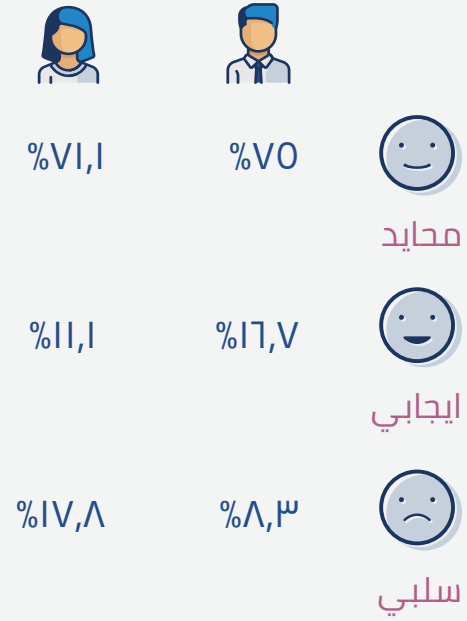 %٧٥ %٧١,١
محايد
%١٦,٧ %١١,١
ايجابي
%٨,٣ %١٧,٨
سلبي